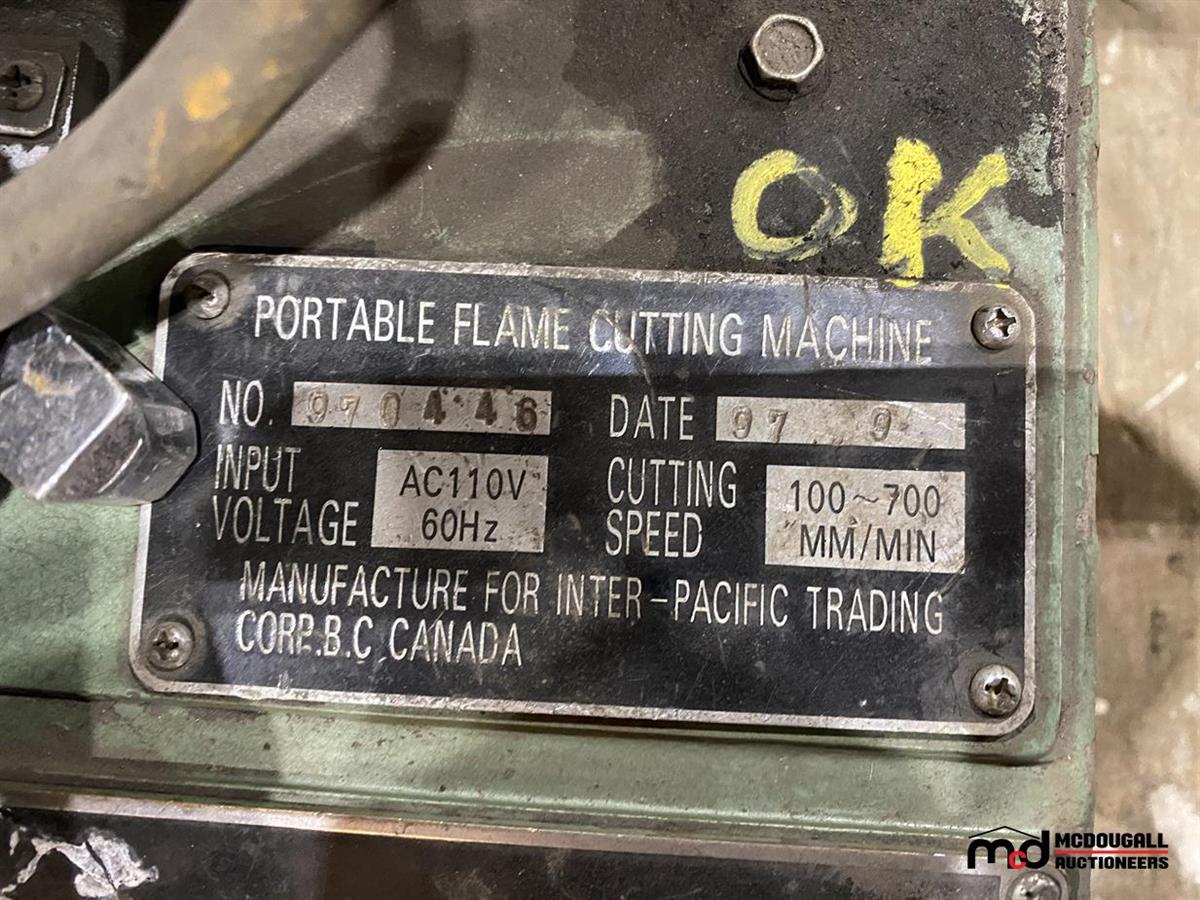 OK
PORTABLE FLAME CUTTING MACHINE
NO. 970446 DATE 97 9
INPUT VOLTAGE AC110V 60Hz
CUTTING SPEED 100~700 MM/MIN
MANUFACTURE FOR INTER-PACIFIC TRADING
CORP.B.C.CANADA
mcd MCDOUGALL
AUCTIONEERS